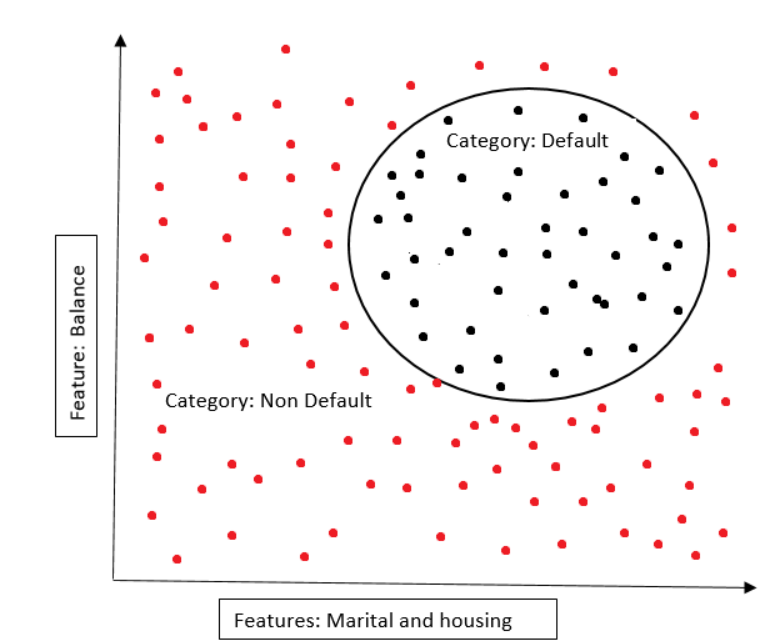 Category: Default
Feature: Balance
Category: Non Default
Features: Marital and housing